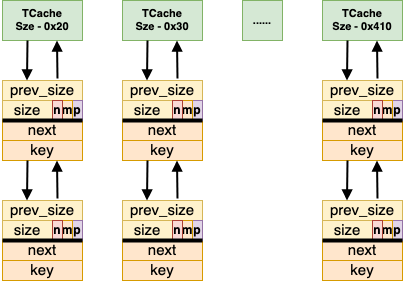 TCache
Sze - 0x20
TCache
Sze - 0x30
......
TCache
Sze - 0x410
prev_size
size n m p
next
key
prev_size
size n m p
next
key
prev_size
size n m p
next
key
prev_size
size n m p
next
key
prev_size
size n m p
next
key
prev_size
size n m p
next
key